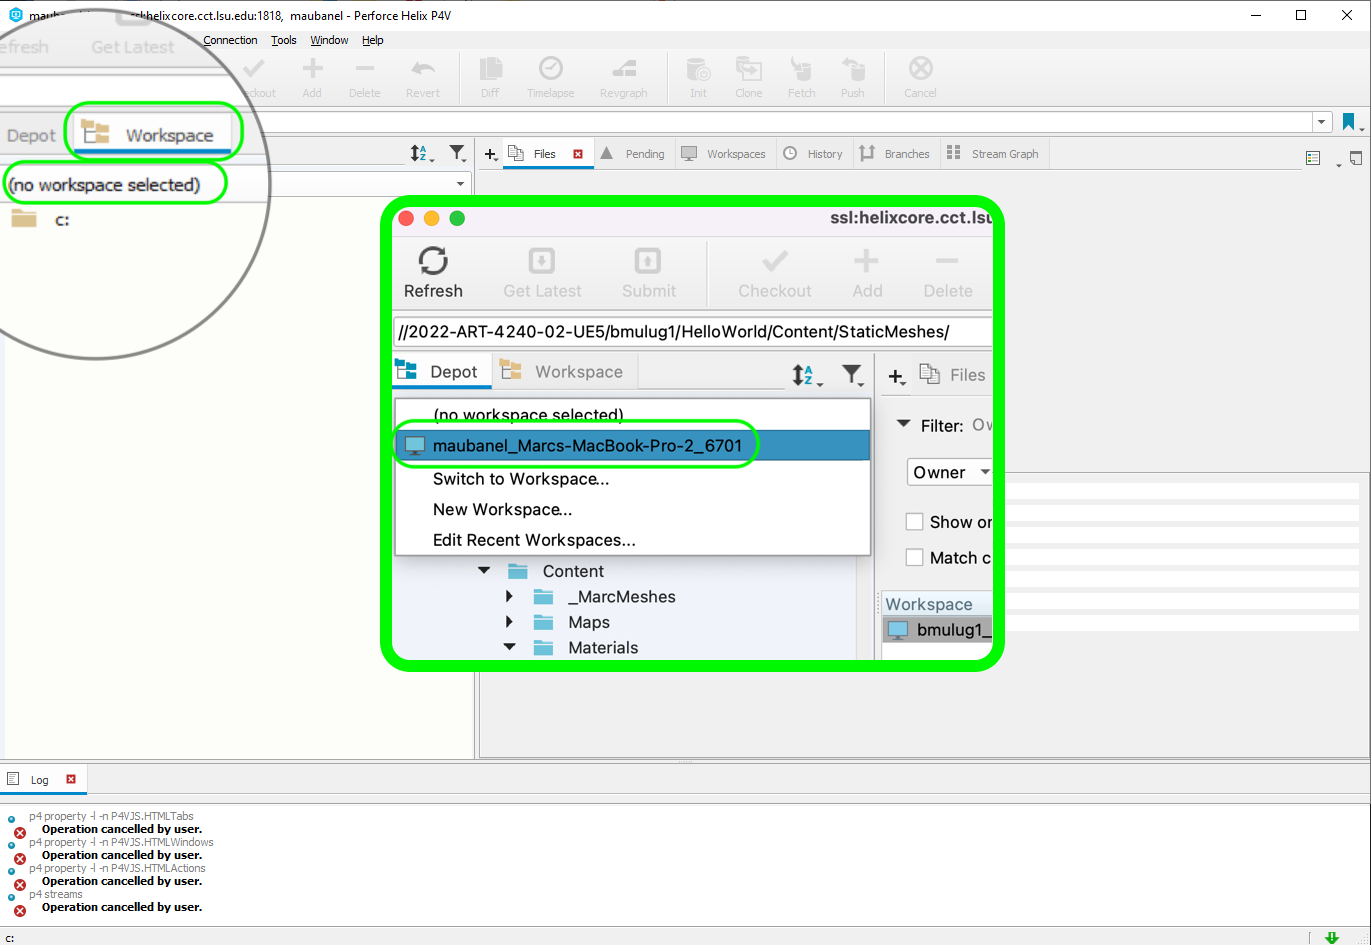 ssl:helixcore.cct.lsu.edu:1818, maubanel - Perforce Helix P4V
Connection Tools Window Help
Refresh Get Latest
Add Delete Revert Diff Timelapse Revgraph Init Clone Fetch Push Cancel
Depot Workspace
Files Pending Workspaces History Branches Stream Graph
(no workspace selected)
c:
ssl:helixcore.cct.lsu
Refresh Get Latest Submit Checkout Add Delete
//2022-ART-4240-02-UE5/bmulug1/HelloWorld/Content/StaticMeshes/
Depot Workspace Files
(no workspace selected)
maubanel_Marcs-MacBook-Pro-2_6701
Switch to Workspace...
New Workspace...
Edit Recent Workspaces...
Filter:
Owner
Show
Match
Content
_MarcMeshes
Maps
Materials
Workspace
bmulug1_
Log
p4 property -l -n P4VJS.HTMLTabs
Operation cancelled by user.
p4 property -l -n P4VJS.HTMLWindows
Operation cancelled by user.
p4 property -l -n P4VJS.HTMLActions
Operation cancelled by user.
p4 streams
Operation cancelled by user.
c: